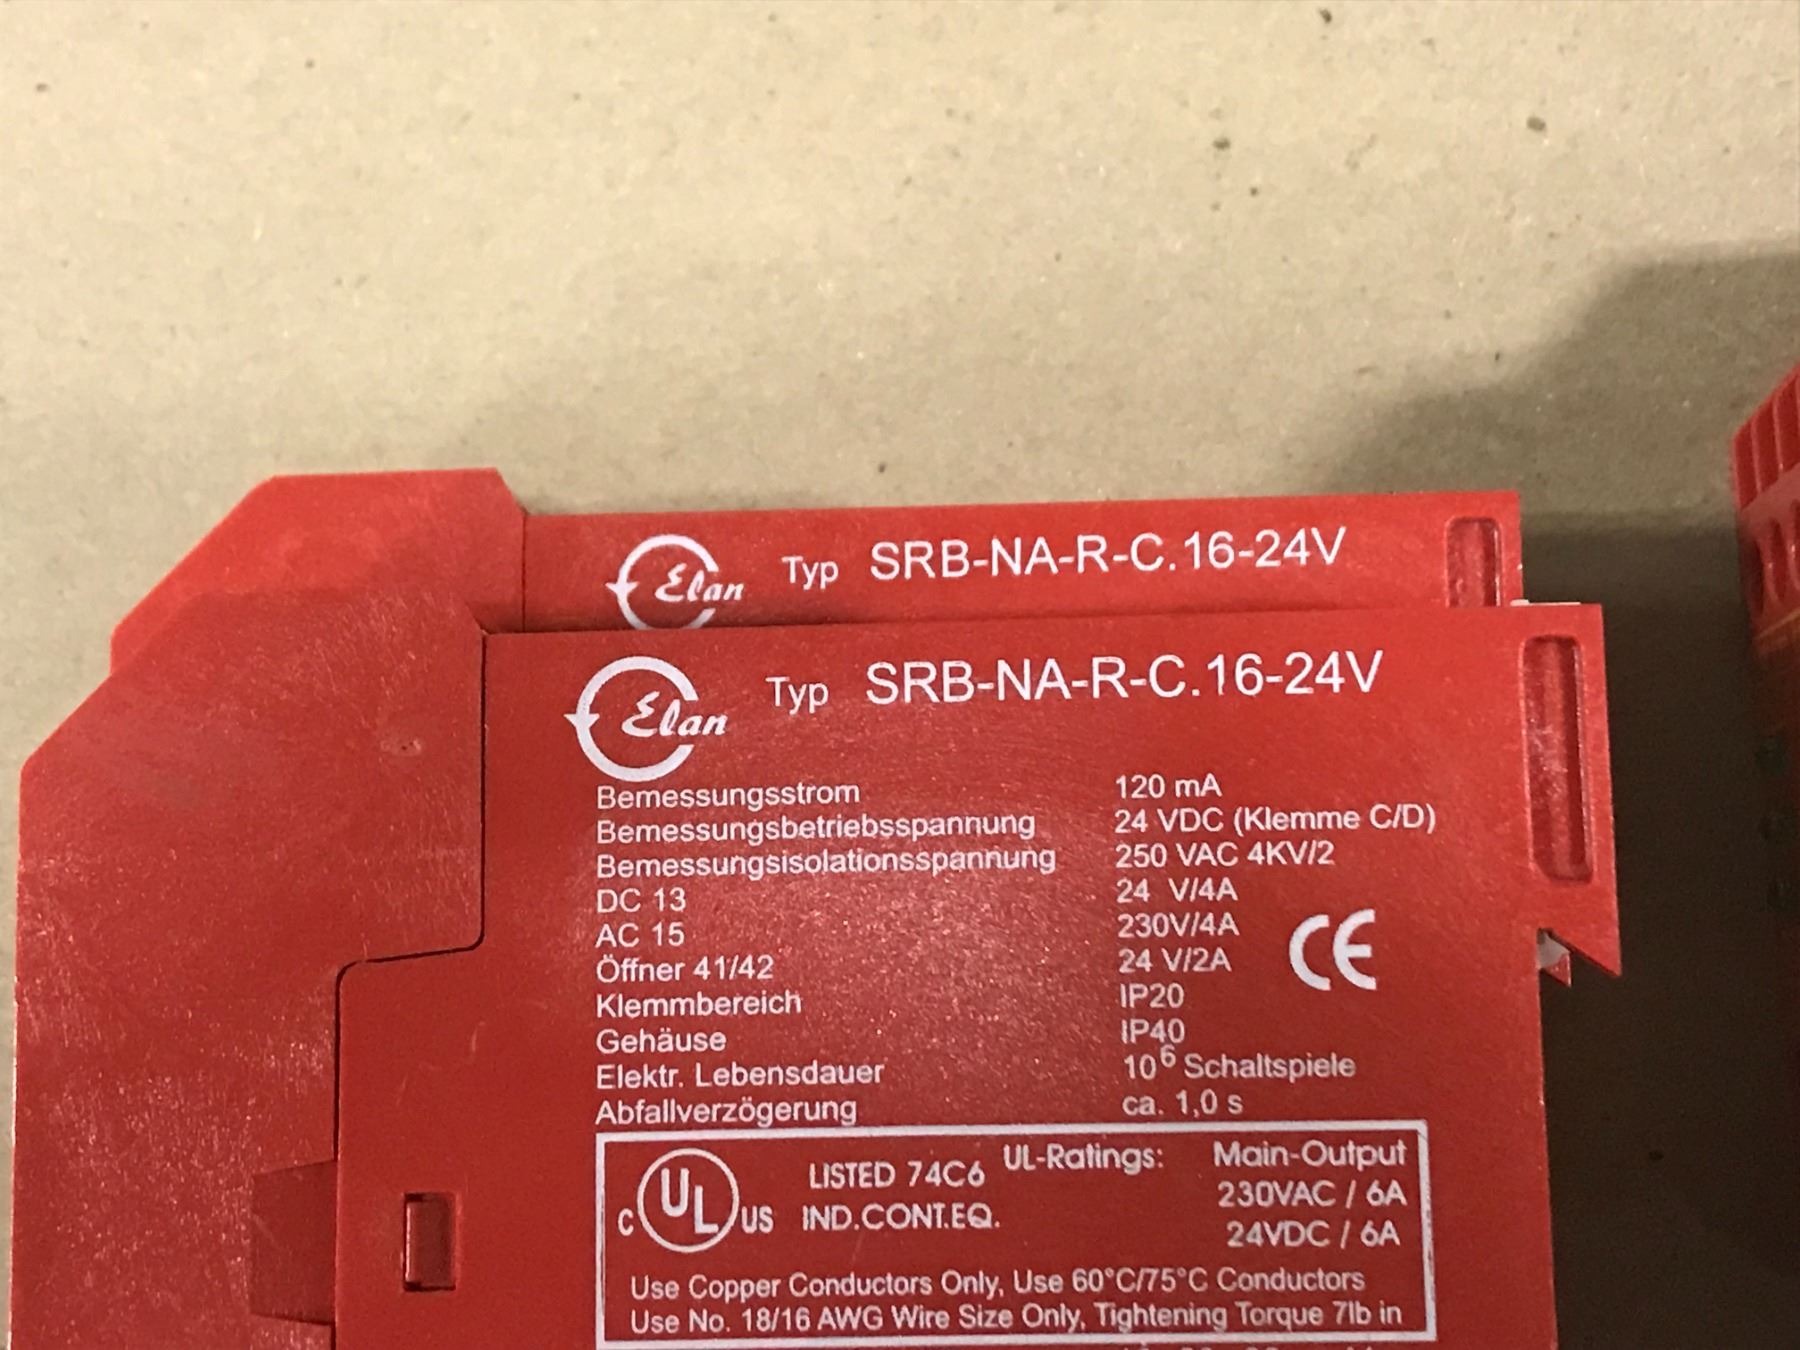 Elan Typ SRB-NA-R-C.16-24V
Elan Typ SRB-NA-R-C.16-24V
Bemessungsstrom 120 mA
Bemessungsbetriebsspannung 24 VDC (Klemme C/D)
Bemessungsisolationsspannung 250 VAC 4KV/2
DC 13 24 V/4A
AC 15 230V/4A
Öffner 41/42 24 V/2A
CE
Klemmbereich IP20
Gehäuse IP40
Elektr. Lebensdauer 10⁶ Schaltspiele
Abfallverzögerung ca. 1,0 s
C UL US LISTED 74C6 UL-Ratings: Main-Output
IND.CONT.EQ. 230VAC / 6A
24VDC / 6A
Use Copper Conductors Only, Use 60°C/75°C Conductors
Use No. 18/16 AWG Wire Size Only, Tightening Torque 7lb in